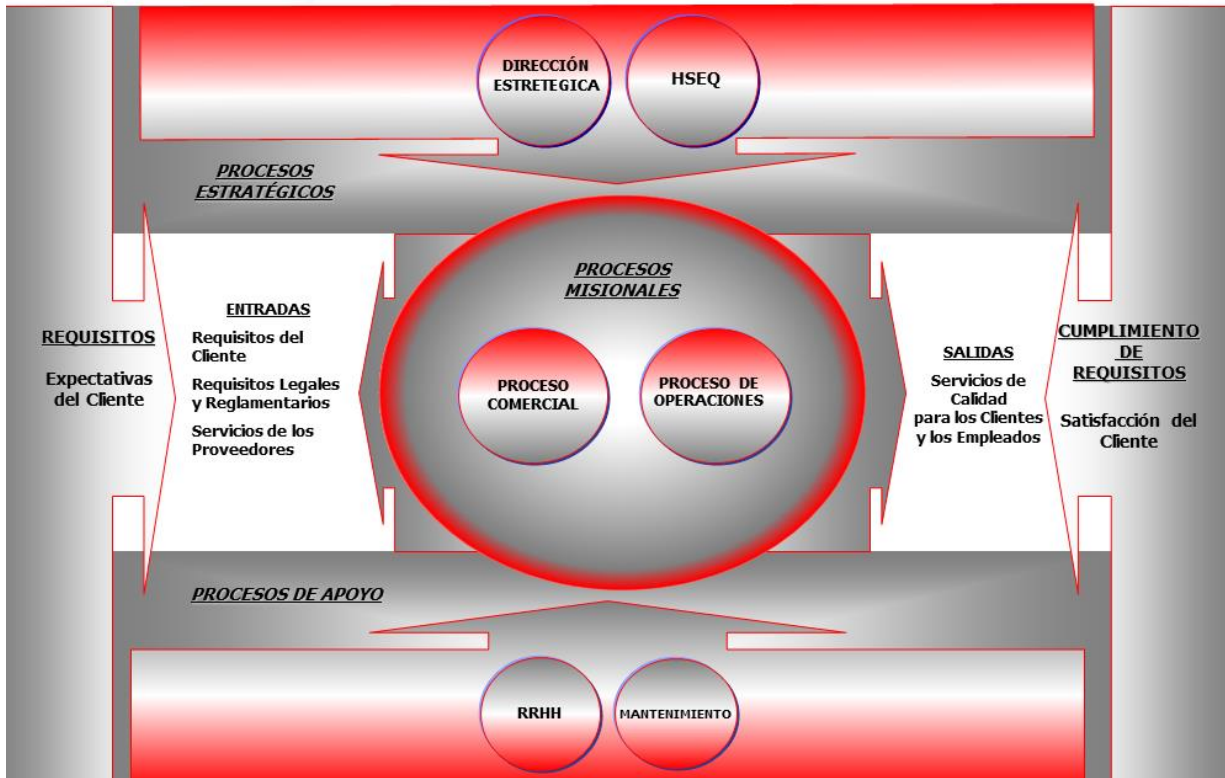 DIRECCIÓN
ESTRETEGICA
HSEQ
PROCESOS
ESTRATÉGICOS
REQUISITOS
Expectativas
del Cliente
ENTRADAS
Requisitos del
Cliente
Requisitos Legales
y Reglamentarios
Servicios de los
Proveedores
PROCESOS
MISIONALES
PROCESO
COMERCIAL
PROCESO DE
OPERACIONES
SALIDAS
Servicios de
Calidad
para los Clientes
y los Empleados
CUMPLIMIENTO
DE
REQUISITOS
Satisfacción del
Cliente
PROCESOS DE APOYO
RRHH
MANTENIMIENTO